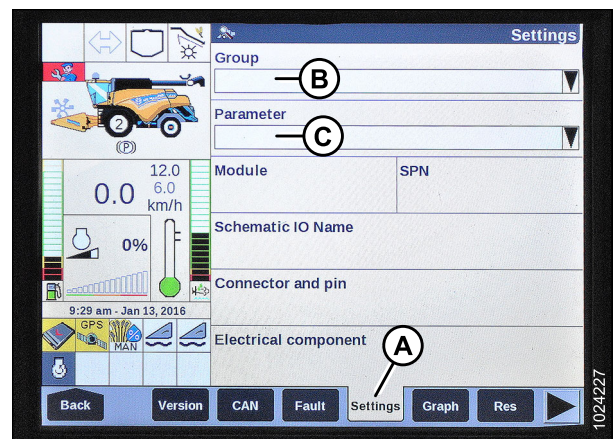 Settings
Group
B
Parameter
C
2
(P)
12.0
6.0
0.0 km/h
Module SPN
0%
Schematic IO Name
Connector and pin
9:29 am - Jan 13, 2016
GPS
MAN
Electrical component
A
Back Version CAN Fault Settings Graph Res
1024227